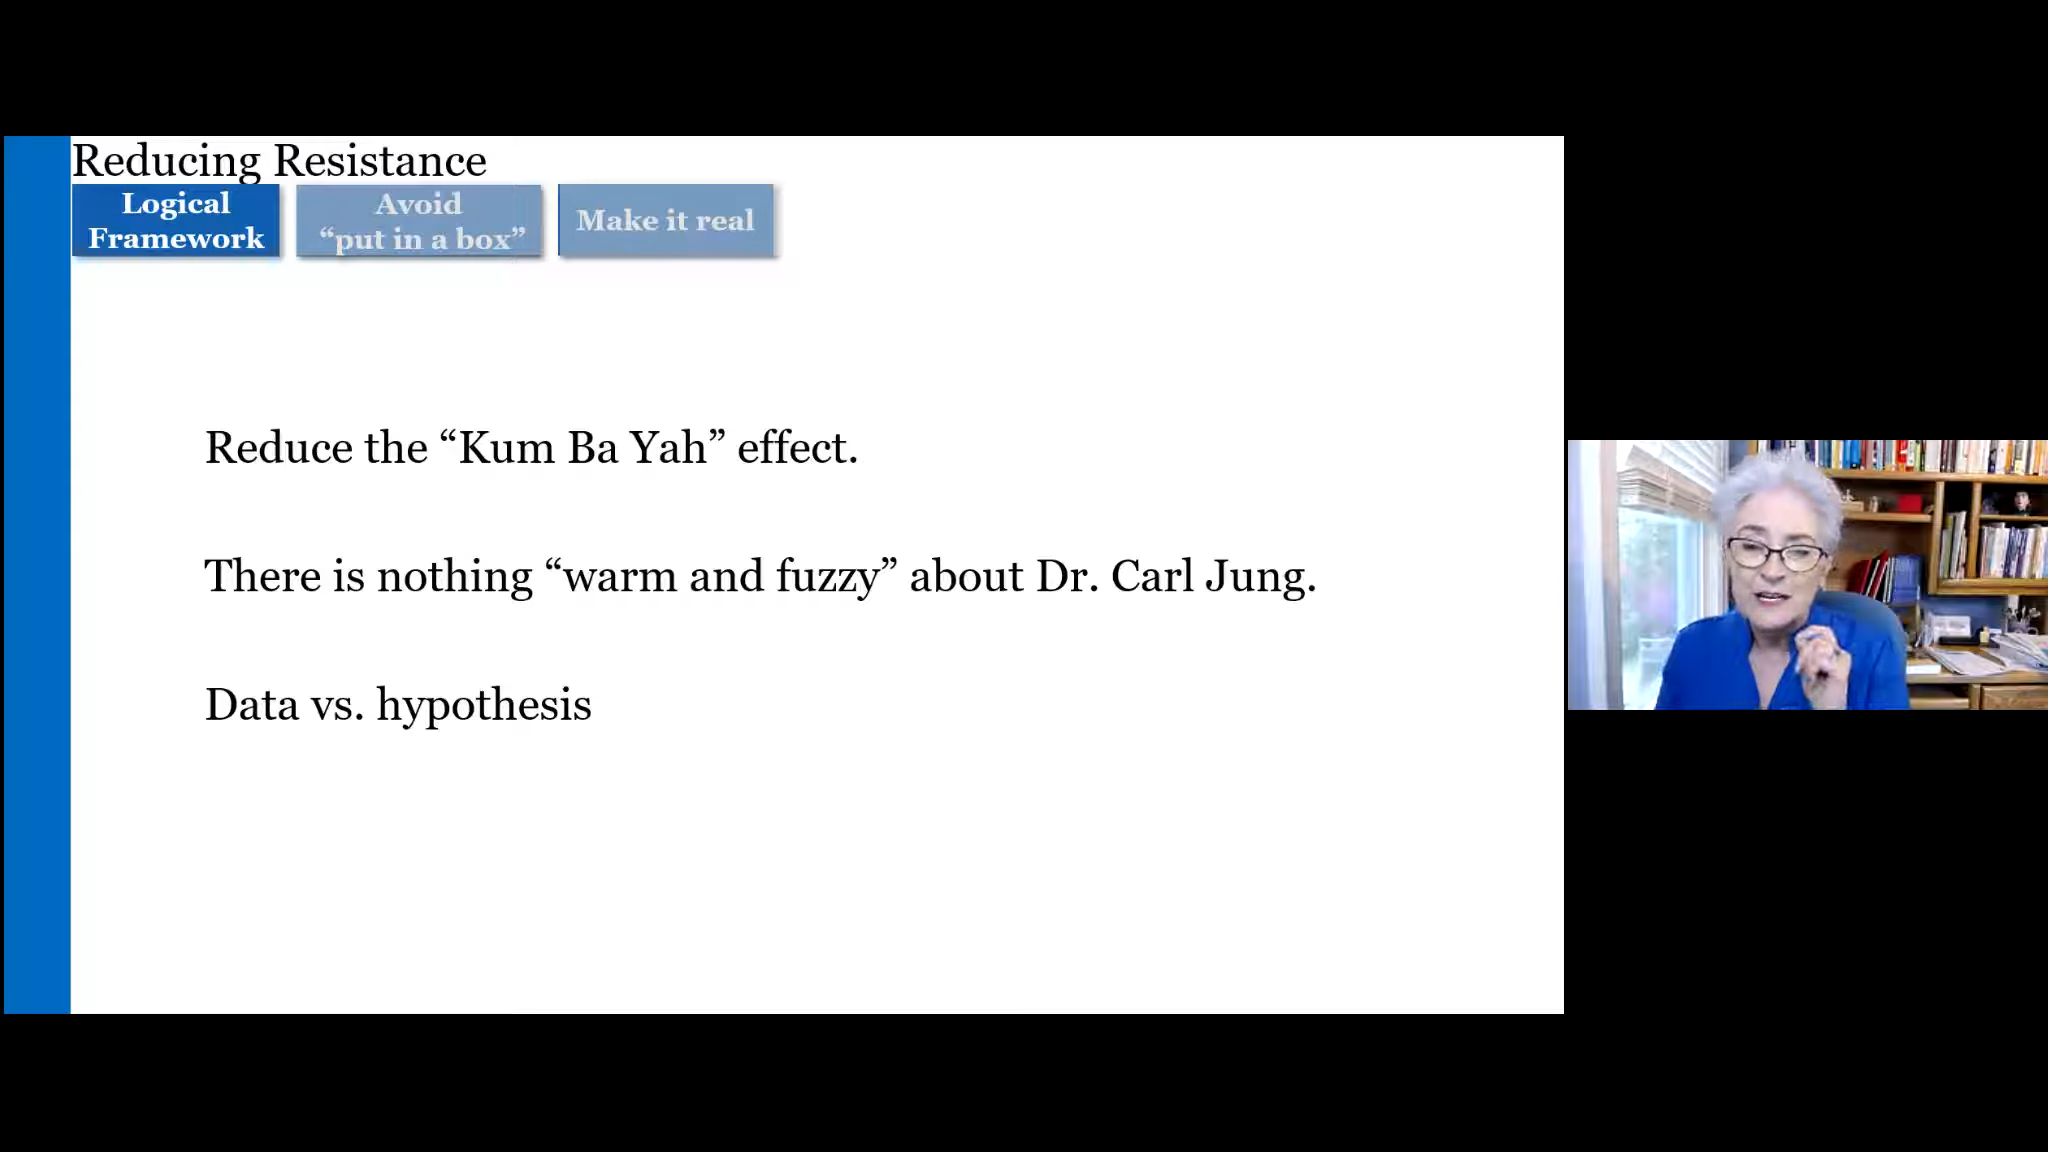 Reducing Resistance
Logical
Framework
Avoid
“put in a box”
Make it real
Reduce the “Kum Ba Yah” effect.
There is nothing “warm and fuzzy” about Dr. Carl Jung.
Data vs. hypothesis